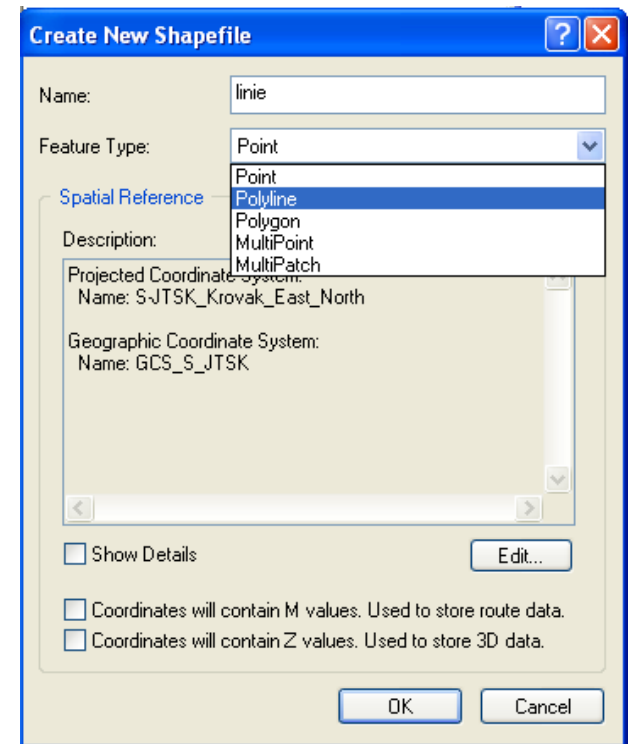 Create New Shapefile
Name: linie
Feature Type: Point
Point
Polyline
Polygon
MultiPoint
MultiPatch
Spatial Reference
Description:
Projected Coordinate System:
Name: S-JTSK_Krovak_East_North
Geographic Coordinate System:
Name: GCS_S_JTSK
Show Details
Edit...
Coordinates will contain M values. Used to store route data.
Coordinates will contain Z values. Used to store 3D data.
OK Cancel